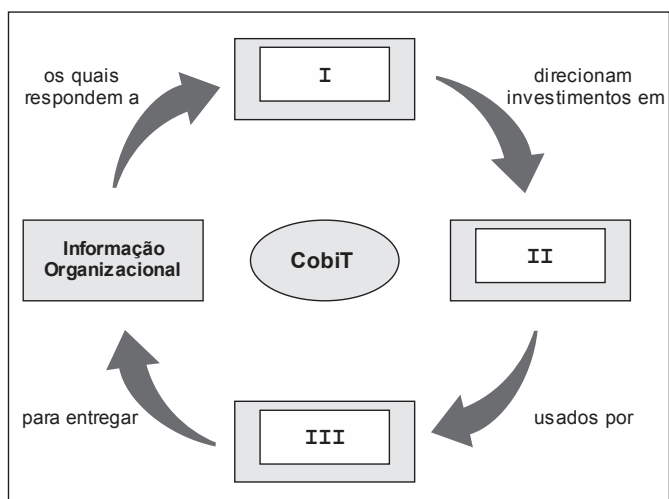 os quais
respondem a
I
direcionam
investimentos em
Informação
Organizacional
CobiT
II
para entregar
III
usados por